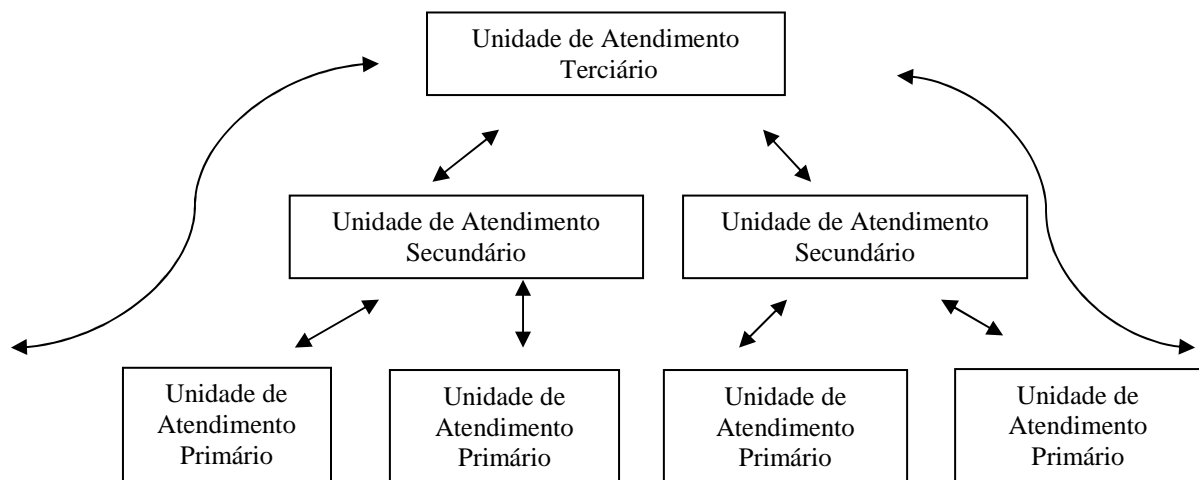 Unidade de Atendimento
Terciário
Unidade de Atendimento
Secundário
Unidade de Atendimento
Secundário
Unidade de
Atendimento
Primário
Unidade de
Atendimento
Primário
Unidade de
Atendimento
Primário
Unidade de
Atendimento
Primário